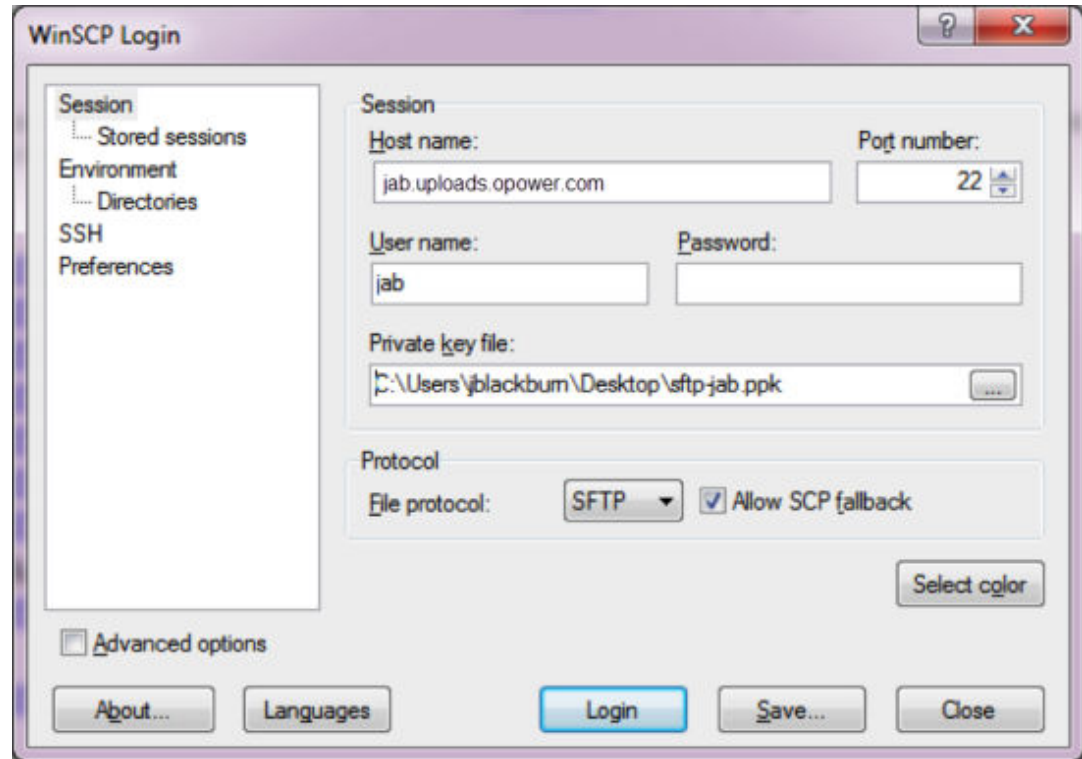 WinSCP Login
Session
Stored sessions
Environment
Directories
SSH
Preferences
Session
Host name: Port number:
jab.uploads.opower.com 22
User name: Password:
jab
Private key file:
C:\Users\jblackburn\Desktop\sftp-jab.ppk ...
Protocol
File protocol: SFTP Allow SCP fallback
Select color
Advanced options
About... Languages Login Save... Close